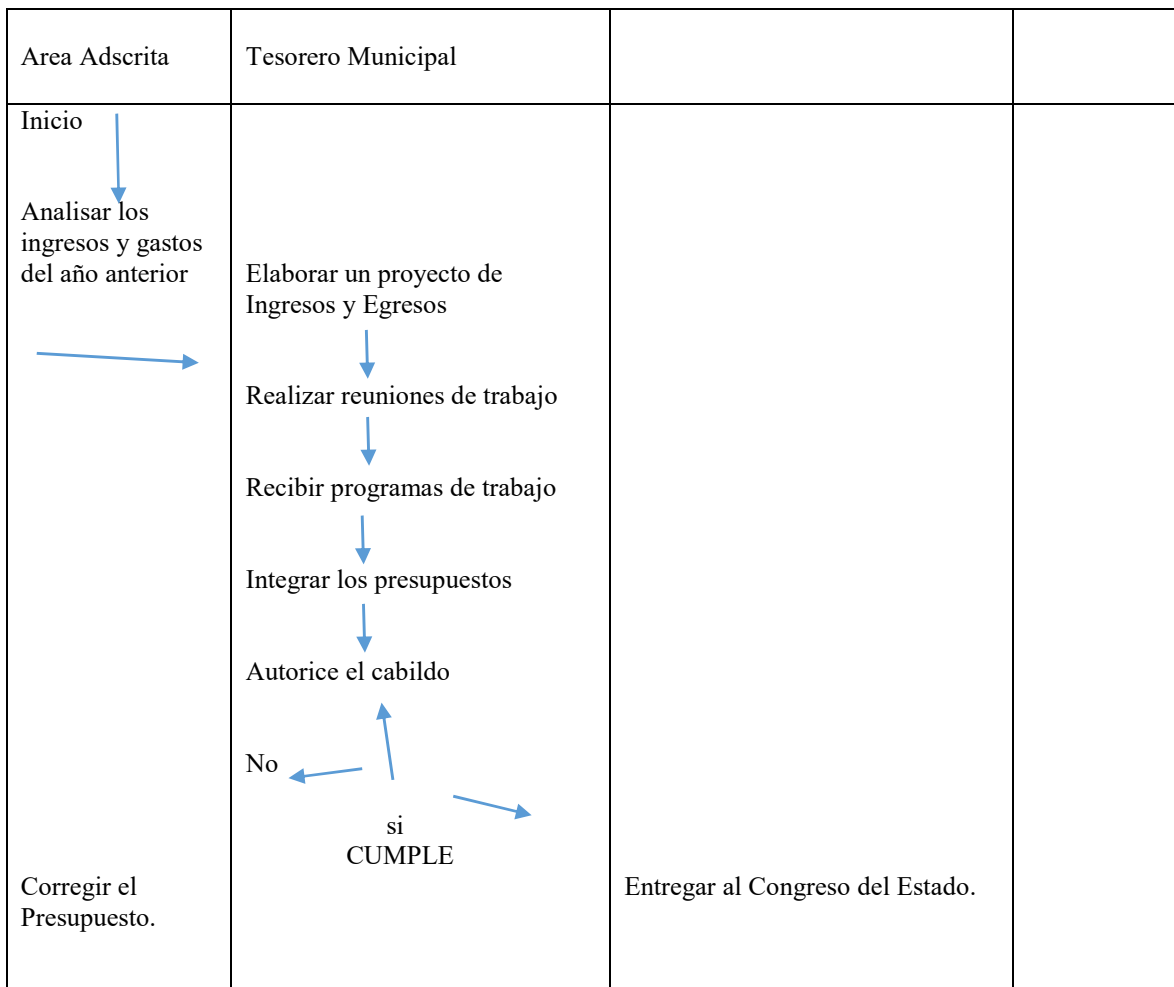 Area Adscrita
Tesorero Municipal
Inicio
Analisar los
ingresos y gastos
del año anterior
Elaborar un proyecto de
Ingresos y Egresos
Realizar reuniones de trabajo
Recibir programas de trabajo
Integrar los presupuestos
Autorice el cabildo
No
si
CUMPLE
Corregir el
Presupuesto.
Entregar al Congreso del Estado.